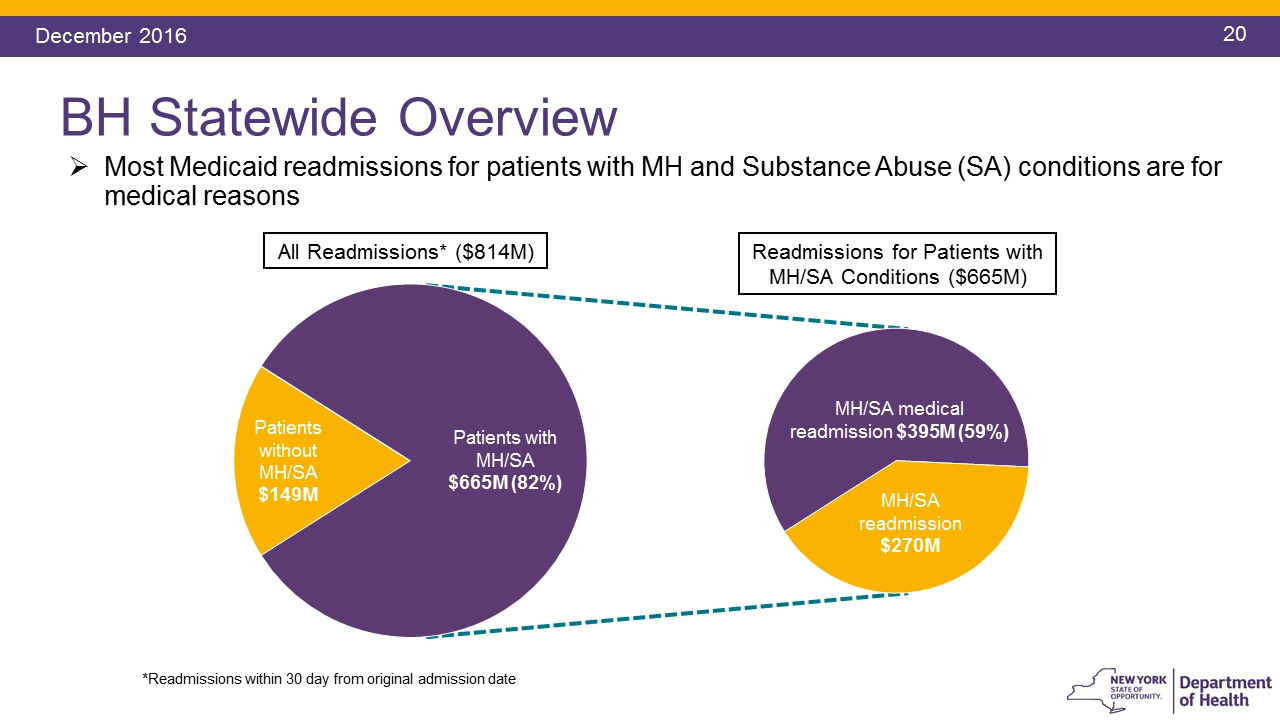 December 2016
20
BH Statewide Overview
➢ Most Medicaid readmissions for patients with MH and Substance Abuse (SA) conditions are for
medical reasons
All Readmissions* ($814M)
Readmissions for Patients with
MH/SA Conditions ($665M)
Patients
without
MH/SA
$149M
Patients with
MH/SA
$665M (82%)
MH/SA medical
readmission $395M (59%)
MH/SA
readmission
$270M
*Readmissions within 30 day from original admission date
NEW YORK
STATE OF
OPPORTUNITY.
Department
of Health